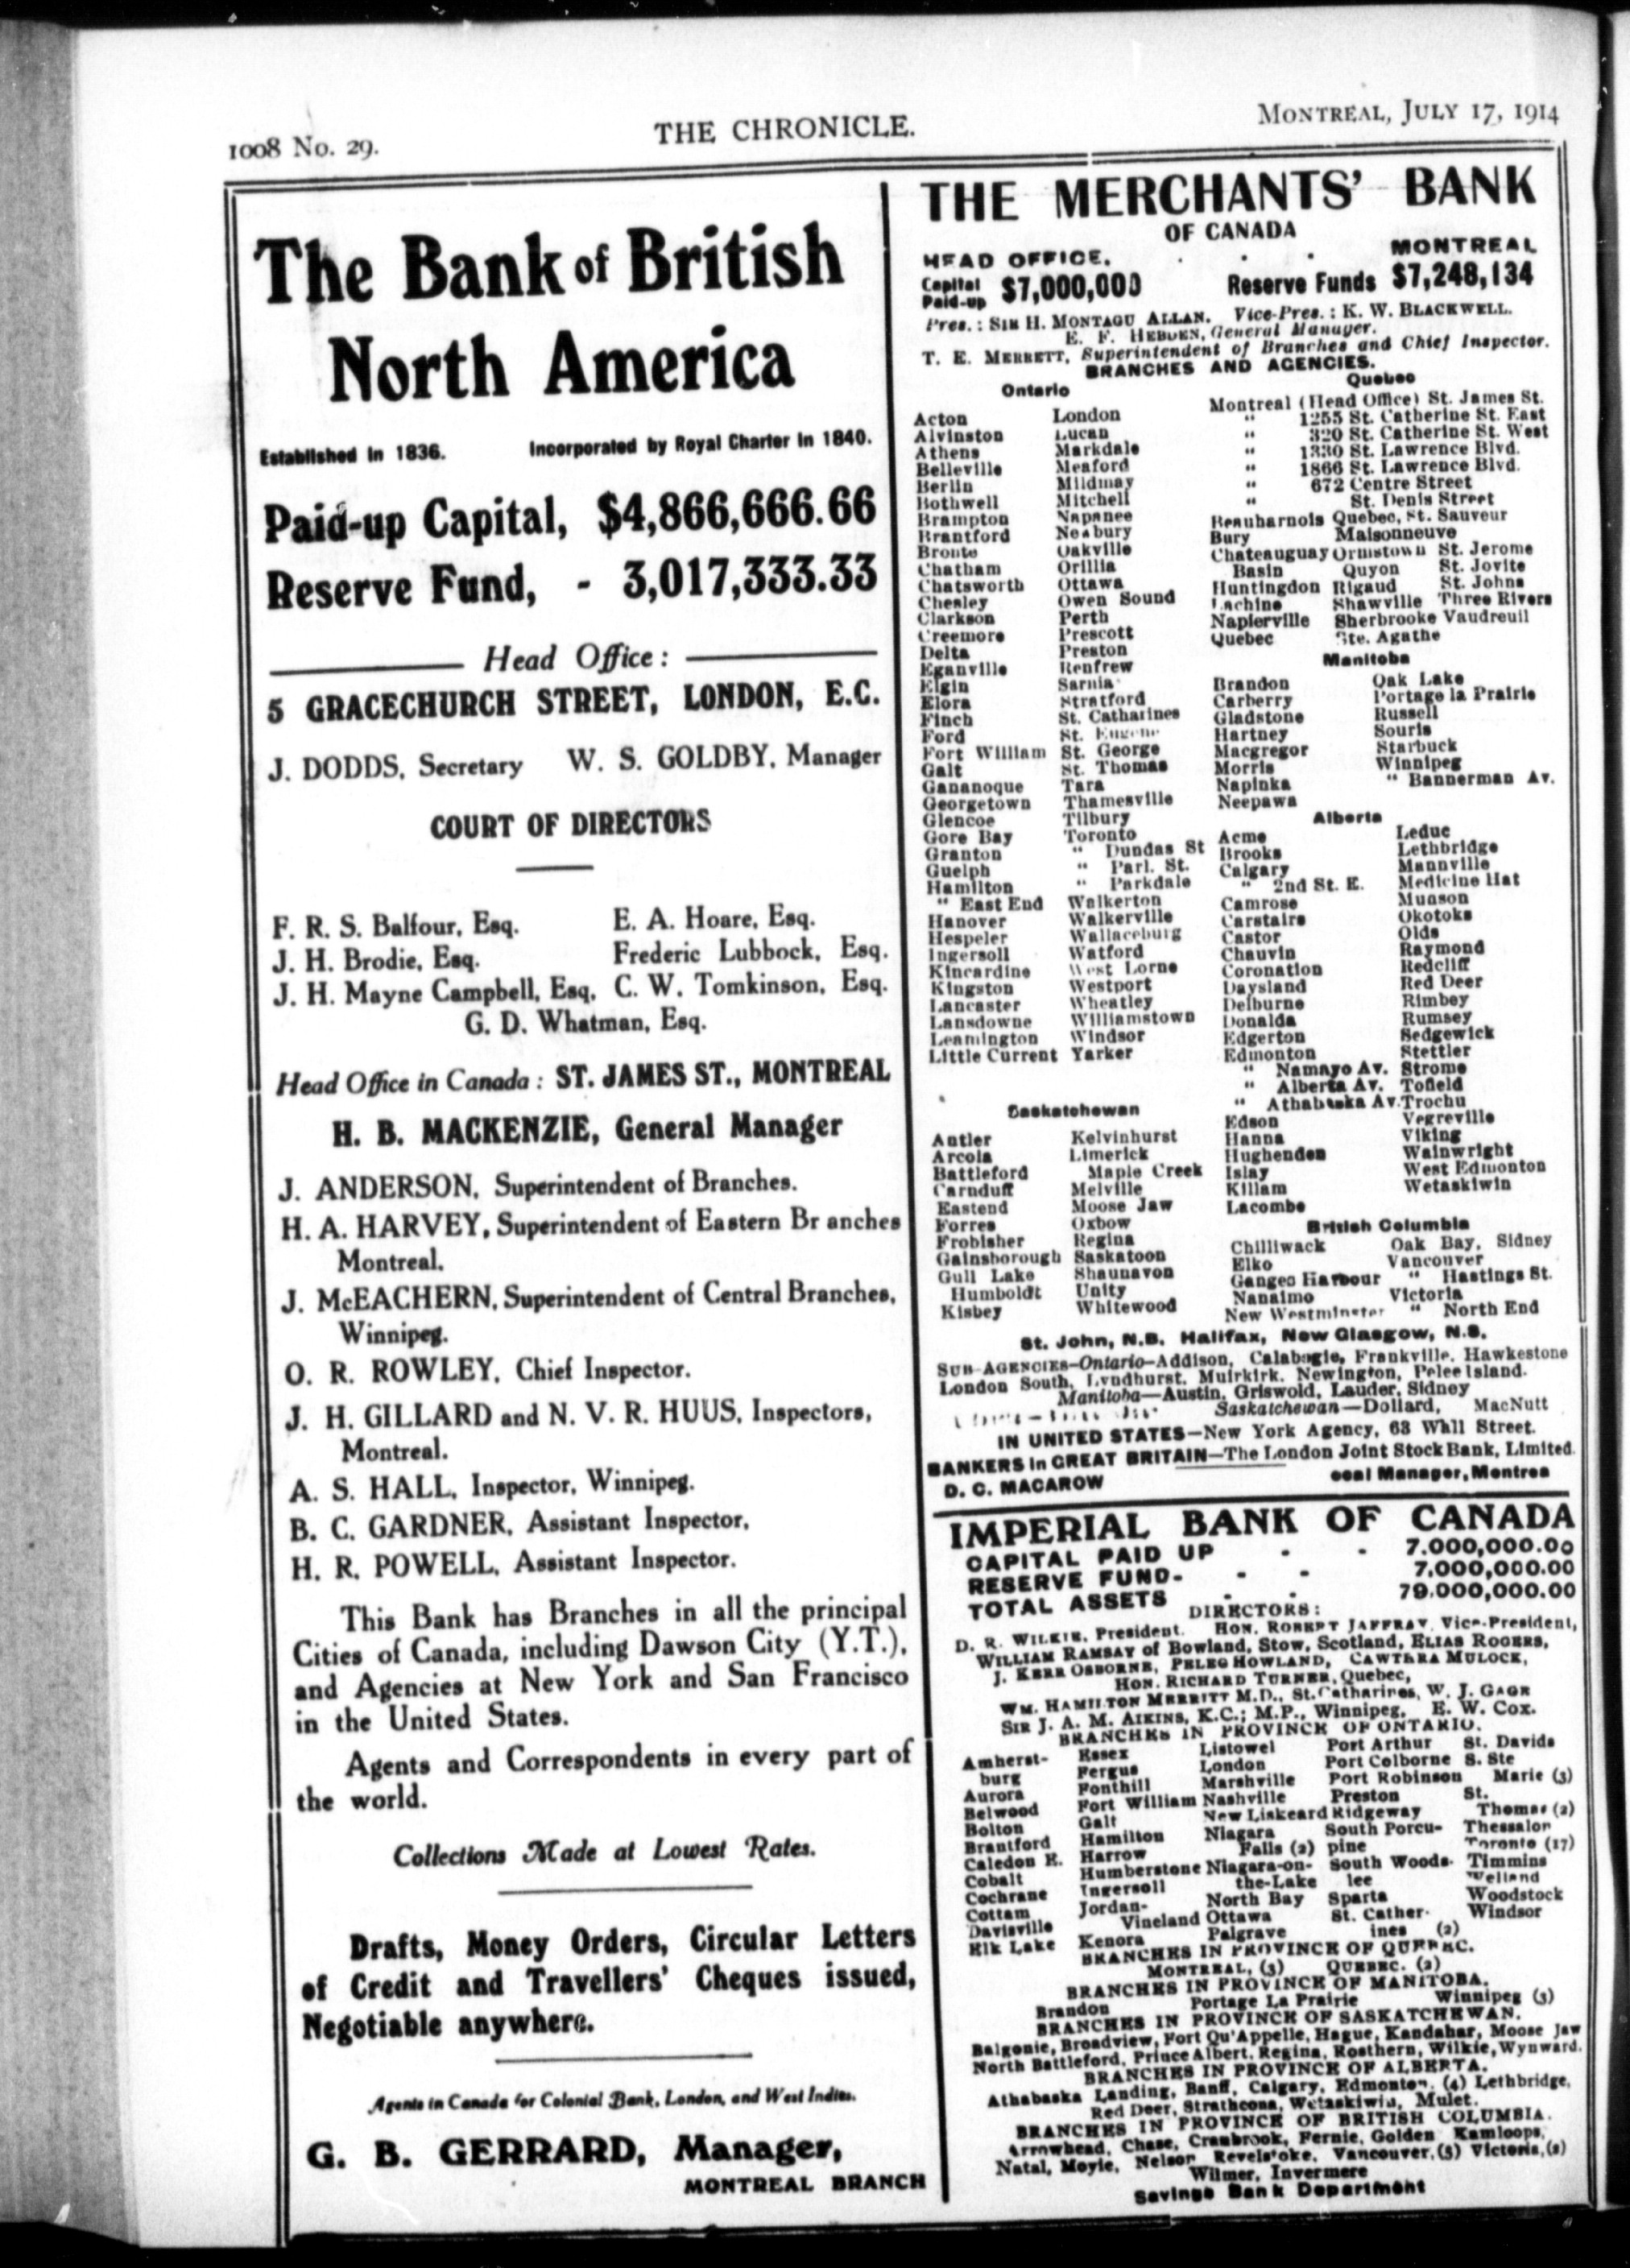 1008 No. 29.
THE CHRONICLE.
MONTREAL, JULY 17, 1914
The Bank of British
North America
Established in 1836. Incorporated by Royal Charter in 1840.
Paid-up Capital, $4,866,666.66
Reserve Fund, - 3,017,333.33
Head Office:
5 GRACECHURCH STREET, LONDON, E.C.
J. DODDS, Secretary W. S. GOLDBY, Manager
COURT OF DIRECTORS
F. R. S. Balfour, Esq. E. A. Hoare, Esq.
J. H. Brodie, Esq. Frederic Lubbock, Esq.
J. H. Mayne Campbell, Esq. C. W. Tomkinson, Esq.
G. D. Whatman, Esq.
Head Office in Canada: ST. JAMES ST., MONTREAL
H. B. MACKENZIE, General Manager
J. ANDERSON, Superintendent of Branches.
H. A. HARVEY, Superintendent of Eastern Br anches
Montreal.
J. McEACHERN, Superintendent of Central Branches,
Winnipeg.
O. R. ROWLEY, Chief Inspector.
J. H. GILLARD and N. V. R. HUUS, Inspectors,
Montreal.
A. S. HALL, Inspector, Winnipeg.
B. C. GARDNER, Assistant Inspector,
H. R. POWELL, Assistant Inspector.
This Bank has Branches in all the principal
Cities of Canada, including Dawson City (Y.T.),
and Agencies at New York and San Francisco
in the United States.
Agents and Correspondents in every part of
the world.
Collections Made at Lowest Rates.
Drafts, Money Orders, Circular Letters
of Credit and Travellers' Cheques issued,
Negotiable anywhere.
Agents in Canada for Colonial Bank, London, and West Indies.
G. B. GERRARD, Manager,
MONTREAL BRANCH
THE MERCHANTS' BANK
OF CANADA
HEAD OFFICE. . . . MONTREAL
Capital Paid-up $7,000,000 Reserve Funds $7,248,134
Pres.: SIR H. MONTAGU ALLAN. Vice-Pres.: K. W. BLACKWELL.
E. F. HEBDEN, General Manager.
T. E. MERRETT, Superintendent of Branches and Chief Inspector.
BRANCHES AND AGENCIES.
Ontario
Acton London
Alvinston Lucan
Athens Markdale
Belleville Meaford
Berlin Mildmay
Bothwell Mitchell
Brampton Napanee
Brantford Neabury
Bronte Oakville
Chatham Orillia
Chatsworth Ottawa
Chesley Owen Sound
Clarkson Perth
Creemore Prescott
Delta Preston
Eganville Renfrew
Elgin Sarnia
Elora Stratford
Finch St. Catharines
Ford St. Eugene
Fort William St. George
Galt St. Thomas
Gananoque Tara
Georgetown Thamesville
Glencoe Tilbury
Gore Bay Toronto
Granton " Dundas St
Guelph " Parl. St.
Hamilton " Parkdale
" East End Walkerton
Hanover Walkerville
Hespeler Wallaceburg
Ingersoll Watford
Kincardine West Lorne
Kingston Westport
Lancaster Wheatley
Lansdowne Williamstown
Leamington Windsor
Little Current Yarker
Saskatchewan
Antler Kelvinhurst
Arcola Limerick
Battleford Maple Creek
Carnduff Melville
Eastend Moose Jaw
Forres Oxbow
Frobisher Regina
Gainsborough Saskatoon
Gull Lake Shaunavon
Humboldt Unity
Kisbey Whitewood
Quebec
Montreal (Head Office) St. James St.
" 1255 St. Catherine St. East
" 320 St. Catherine St. West
" 1330 St. Lawrence Blvd.
" 1866 St. Lawrence Blvd.
" 672 Centre Street
" St. Denis Street
Beauharnois Quebec, St. Sauveur
Bury Maisonneuve
Chateauguay Ormstown St. Jerome
Basin Quyon St. Jovite
Huntingdon Rigaud St. Johns
Lachine Shawville Three Rivers
Napierville Sherbrooke Vaudreuil
Quebec Ste. Agathe
Manitoba
Brandon Oak Lake
Carberry Portage la Prairie
Gladstone Russell
Hartney Souris
Macgregor Starbuck
Morris Winnipeg
Napinka " Bannerman Av.
Neepawa
Alberta
Acme Leduc
Brooks Lethbridge
Calgary Mannville
" 2nd St. E. Medicine Hat
Camrose Munson
Carstairs Okotoks
Castor Olds
Chauvin Raymond
Coronation Redcliff
Daysland Red Deer
Delburne Rimbey
Donalda Rumsey
Edgerton Sedgewick
Edmonton Stettler
" Namayo Av. Strome
" Alberta Av. Tofield
" Athabaska Av. Trochu
Edson Vegreville
Hanna Viking
Hughenden Wainwright
Islay West Edmonton
Killam Wetaskiwin
Lacombe
British Columbia
Chilliwack Oak Bay, Sidney
Elko Vancouver
Ganges Harbour " Hastings St.
Nanaimo Victoria
New Westminster " North End
St. John, N.B. Halifax, New Glasgow, N.S.
SUB-AGENCIES—Ontario—Addison, Calabogie, Frankville, Hawkestone
London South, Lyndhurst, Muirkirk, Newington, Pelee Island.
Manitoba—Austin, Griswold, Lauder, Sidney
Saskatchewan—Dollard, MacNutt
IN UNITED STATES—New York Agency, 63 Wall Street.
BANKERS in GREAT BRITAIN—The London Joint Stock Bank, Limited.
D. C. MACAROW ocal Manager, Montrea
IMPERIAL BANK OF CANADA
CAPITAL PAID UP - - 7,000,000.00
RESERVE FUND- - - 7,000,000.00
TOTAL ASSETS - - 79,000,000.00
DIRECTORS:
D. R. WILKIE, President. HON. ROBERT JAFFRAY, Vice-President,
WILLIAM RAMSAY of Bowland, Stow, Scotland, ELIAS ROGERS,
J. KERR OSBORNE, PELEG HOWLAND, CAWTHRA MULOCK,
HON. RICHARD TURNER, Quebec,
WM. HAMILTON MERRITT M.D., St. Catharines, W. J. GAGE
SIR J. A. M. AIKINS, K.C.; M.P., Winnipeg, E. W. COX.
BRANCHES IN PROVINCE OF ONTARIO.
Amherst- Essex Listowel Port Arthur St. Davids
burg Fergus London Port Colborne S. Ste
Aurora Fonthill Marshville Port Robinson Marie (3)
Belwood Fort William Nashville Preston St.
Bolton Galt New Liskeard Ridgeway Thomas (2)
Brantford Hamilton Niagara South Porcu- Thessalon
Caledon E. Harrow Falls (2) pine Toronto (17)
Cobalt Humberstone Niagara-on- South Woods- Timmins
Cochrane Ingersoll the-Lake lee Welland
Cottam Jordan- North Bay Sparta Woodstock
Davisville Vineland Ottawa St. Cather- Windsor
Elk Lake Kenora Palgrave ines (2)
BRANCHES IN PROVINCE OF QUEBEC.
MONTREAL, (3) QUEBEC. (2)
BRANCHES IN PROVINCE OF MANITOBA.
Brandon Portage La Prairie Winnipeg (3)
BRANCHES IN PROVINCE OF SASKATCHEWAN.
Balgonie, Broadview, Fort Qu'Appelle, Hague, Kandahar, Moose Jaw
North Battleford, Prince Albert, Regina, Rosthern, Wilkie, Wynward.
BRANCHES IN PROVINCE OF ALBERTA.
Athabaska Landing, Banff, Calgary, Edmonton, (4) Lethbridge,
Red Deer, Strathcona, Wetaskiwin, Mulet.
BRANCHES IN PROVINCE OF BRITISH COLUMBIA.
Arrowhead, Chase, Cranbrook, Fernie, Golden Kamloops,
Natal, Moyie, Nelson Revelstoke, Vancouver, (5) Victoria, (2)
Wilmer, Invermere
Savings Bank Department